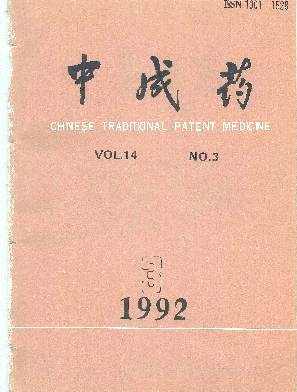 ISSN 1001—1528
中成药
CHINESE TRADITIONAL PATENT MEDICINE
VOL.14 NO.3
3
1992